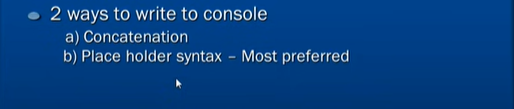 2 ways to write to console
a) Concatenation
b) Place holder syntax – Most preferred